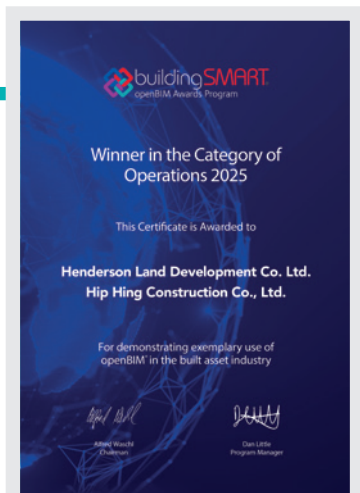 buildingSMART
openBIM Awards Program
Winner in the Category of
Operations 2025
This Certificate is Awarded to
Henderson Land Development Co. Ltd.
Hip Hing Construction Co., Ltd.
For demonstrating exemplary use of
openBIM® in the built asset industry
Alfred Waschl
Chairman
Dan Little
Program Manager